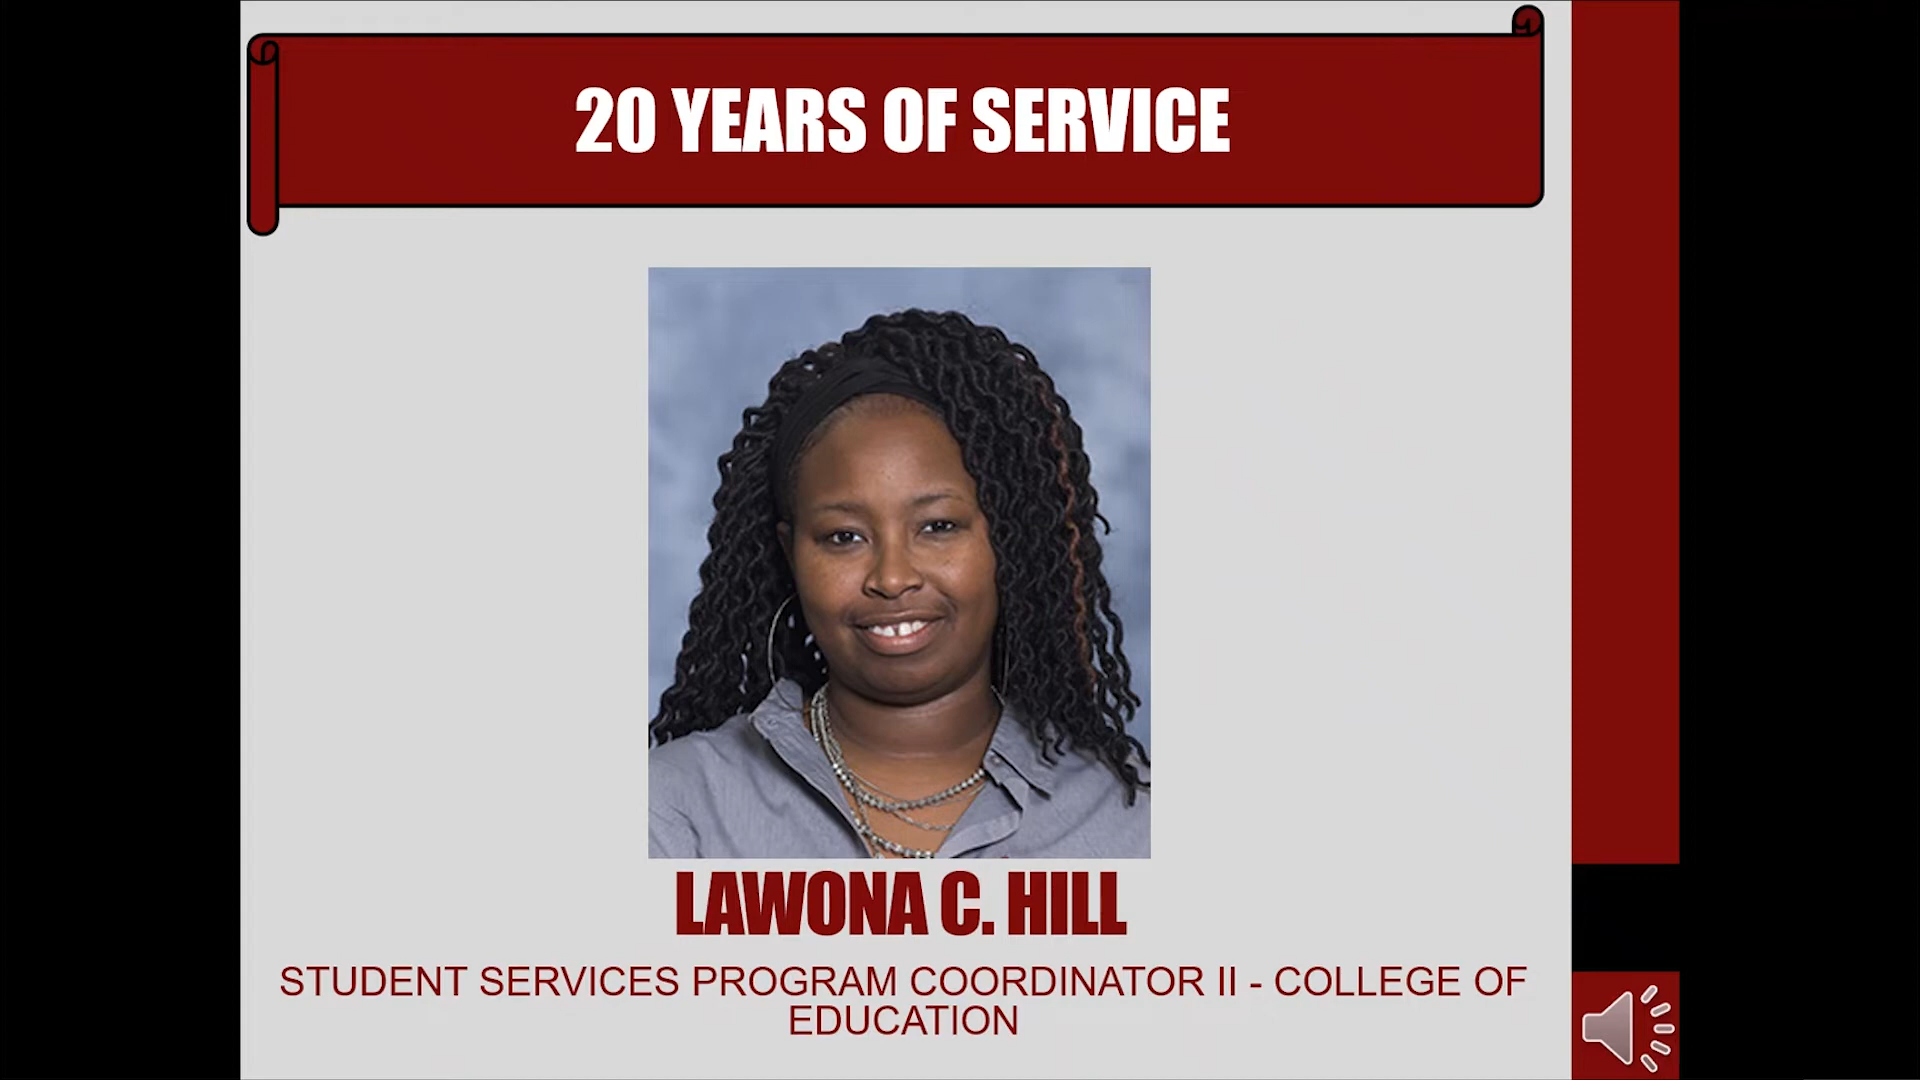 20 YEARS OF SERVICE
LAWONA C. HILL
STUDENT SERVICES PROGRAM COORDINATOR II - COLLEGE OF
EDUCATION